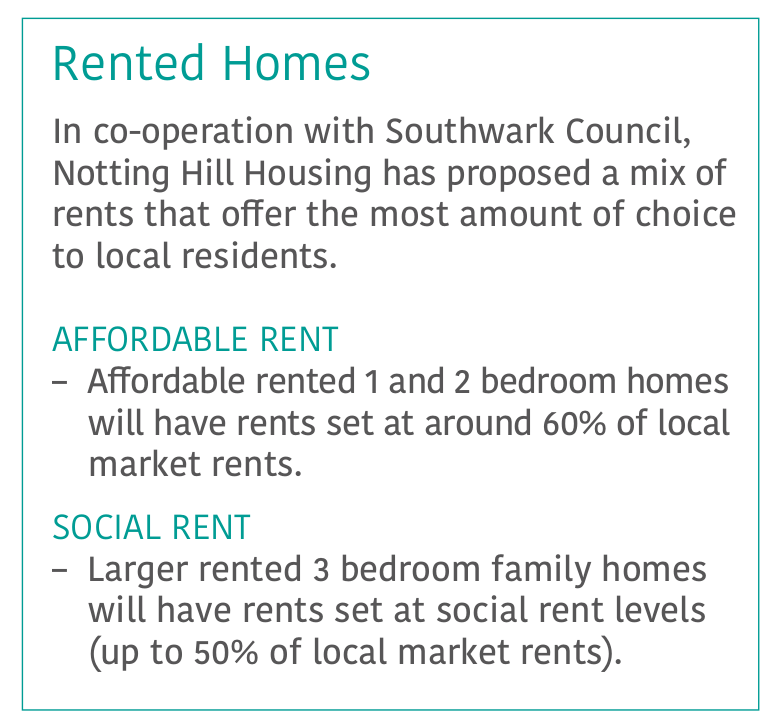 Rented Homes
In co-operation with Southwark Council,
Notting Hill Housing has proposed a mix of
rents that offer the most amount of choice
to local residents.
AFFORDABLE RENT
– Affordable rented 1 and 2 bedroom homes
will have rents set at around 60% of local
market rents.
SOCIAL RENT
– Larger rented 3 bedroom family homes
will have rents set at social rent levels
(up to 50% of local market rents).